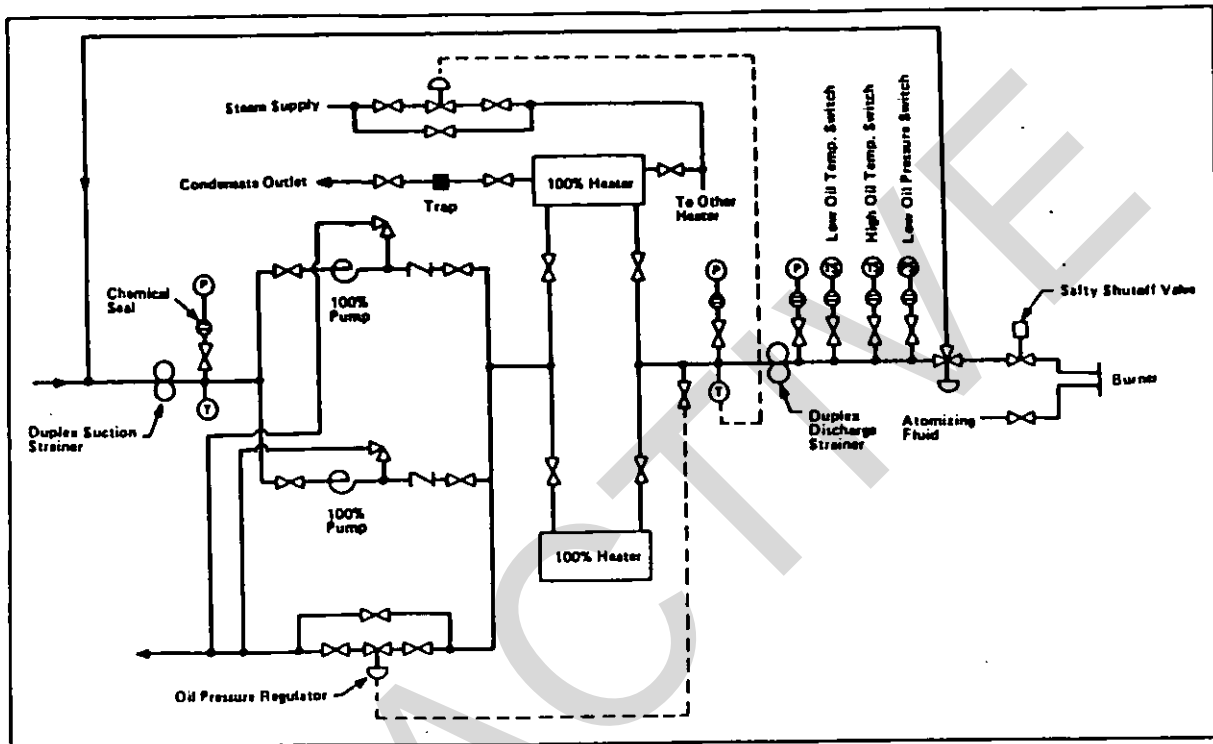 Steam Supply
Condensate Outlet
Trap
100% Heater
To Other
Heater
Low Oil Temp. Switch
High Oil Temp. Switch
Low Oil Pressure Switch
P
P
P
Chemical
Seal
100%
Pump
Safty Shutoff Valve
Burner
T
T
Duplex Suction
Strainer
Duplex
Discharge
Strainer
Atomizing
Fluid
100%
Pump
100% Heater
Oil Pressure Regulator
ACTIVE